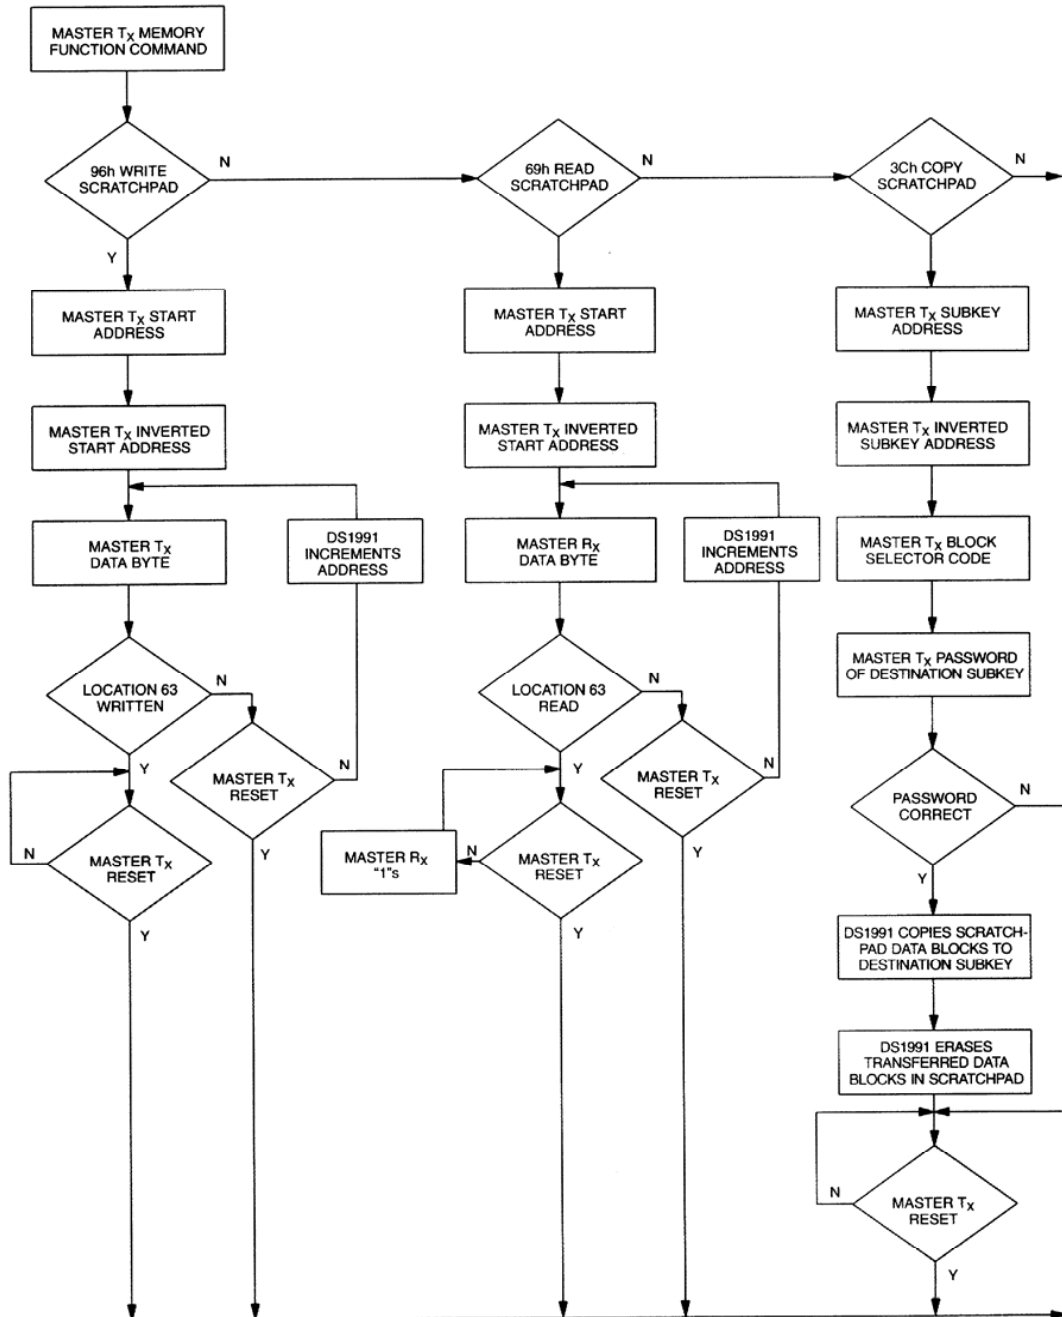 MASTER TX MEMORY
FUNCTION COMMAND
96h WRITE
SCRATCHPAD
N
Y
MASTER TX START
ADDRESS
MASTER TX INVERTED
START ADDRESS
MASTER TX
DATA BYTE
DS1991
INCREMENTS
ADDRESS
LOCATION 63
WRITTEN
N
Y
MASTER TX
RESET
N
Y
MASTER TX
RESET
N
Y
69h READ
SCRATCHPAD
N
Y
MASTER TX START
ADDRESS
MASTER TX INVERTED
START ADDRESS
MASTER RX
DATA BYTE
DS1991
INCREMENTS
ADDRESS
LOCATION 63
READ
N
Y
MASTER TX
RESET
N
Y
MASTER RX
"1"s
N
MASTER TX
RESET
Y
3Ch COPY
SCRATCHPAD
N
Y
MASTER TX SUBKEY
ADDRESS
MASTER TX INVERTED
SUBKEY ADDRESS
MASTER TX BLOCK
SELECTOR CODE
MASTER TX PASSWORD
OF DESTINATION SUBKEY
PASSWORD
CORRECT
N
Y
DS1991 COPIES SCRATCH-
PAD DATA BLOCKS TO
DESTINATION SUBKEY
DS1991 ERASES
TRANSFERRED DATA
BLOCKS IN SCRATCHPAD
N
MASTER TX
RESET
Y